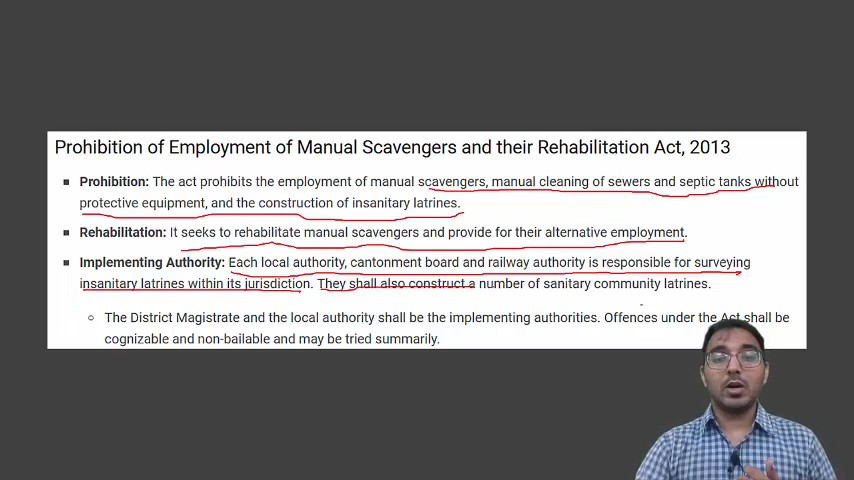 Prohibition of Employment of Manual Scavengers and their Rehabilitation Act, 2013
Prohibition: The act prohibits the employment of manual scavengers, manual cleaning of sewers and septic tanks without
protective equipment, and the construction of insanitary latrines.
Rehabilitation: It seeks to rehabilitate manual scavengers and provide for their alternative employment.
Implementing Authority: Each local authority, cantonment board and railway authority is responsible for surveying
insanitary latrines within its jurisdiction. They shall also construct a number of sanitary community latrines.
The District Magistrate and the local authority shall be the implementing authorities. Offences under the Act shall be
cognizable and non-bailable and may be tried summarily.